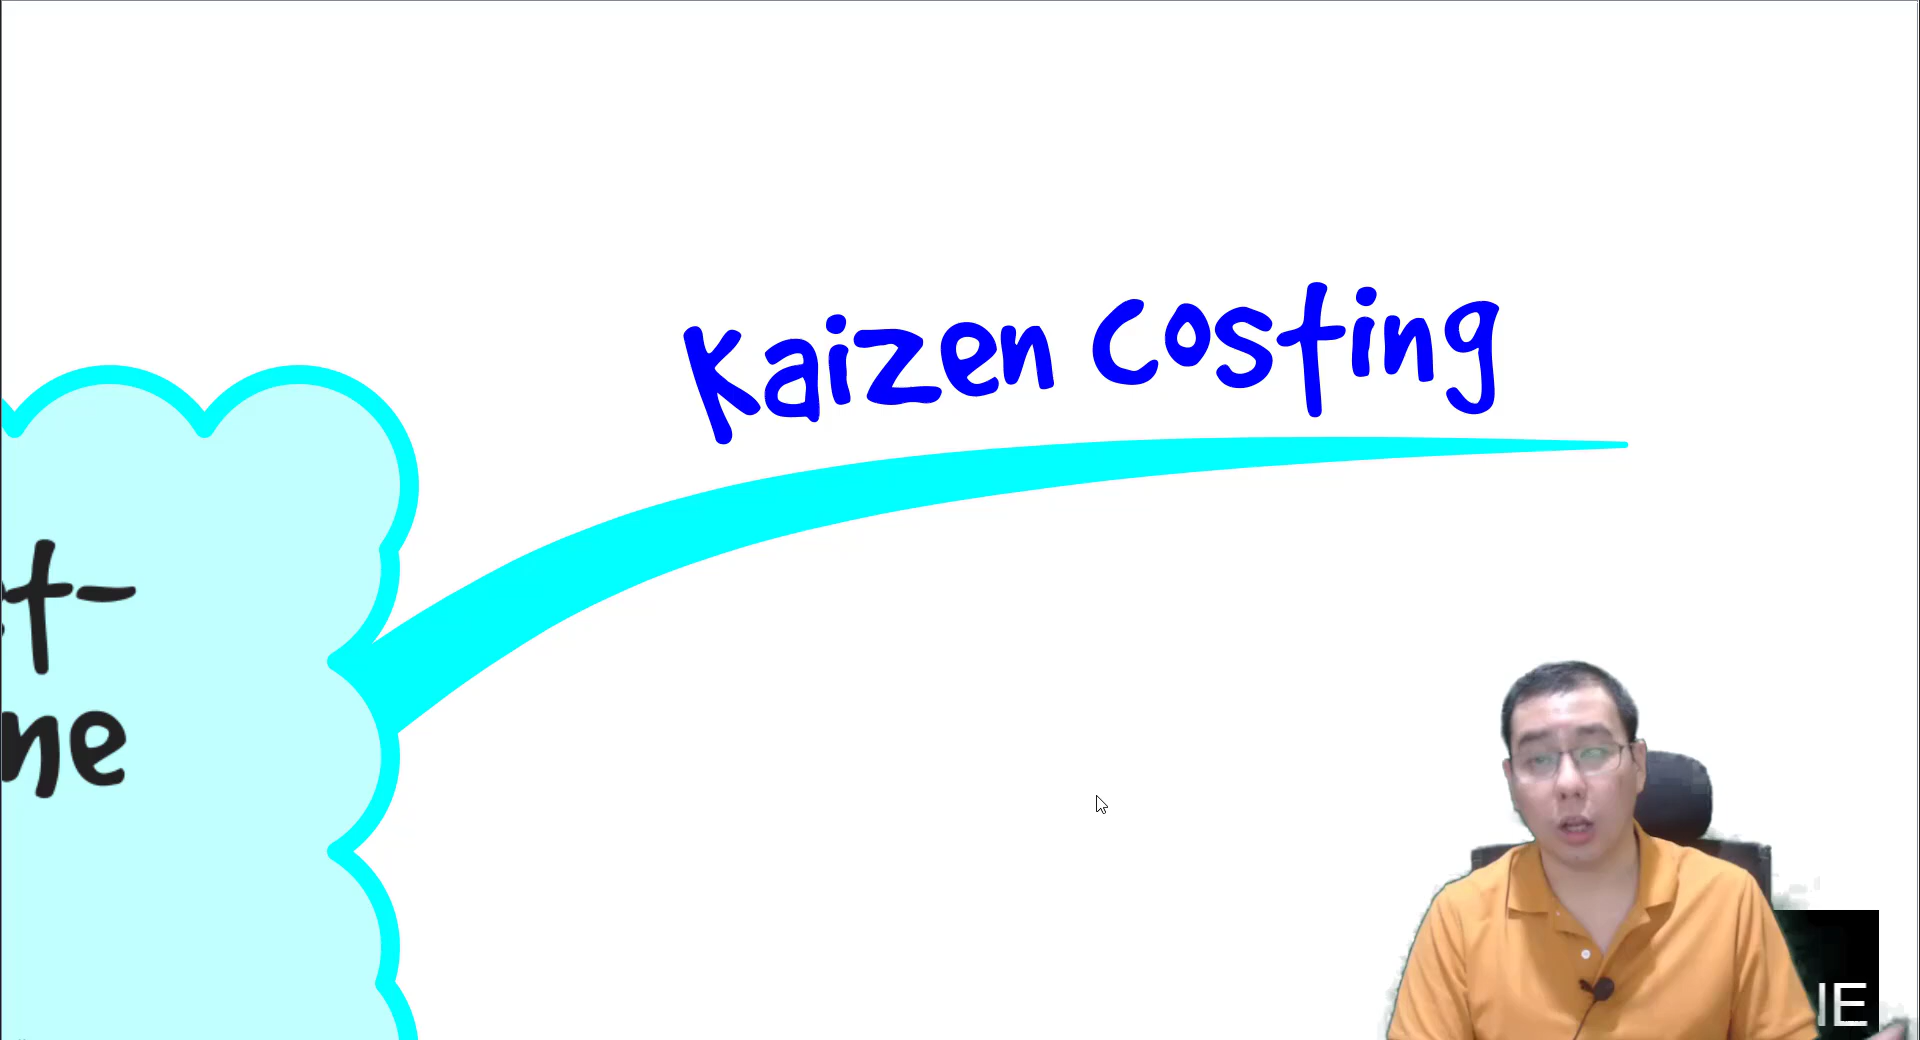 Kaizen Costing
t-
ne
IE